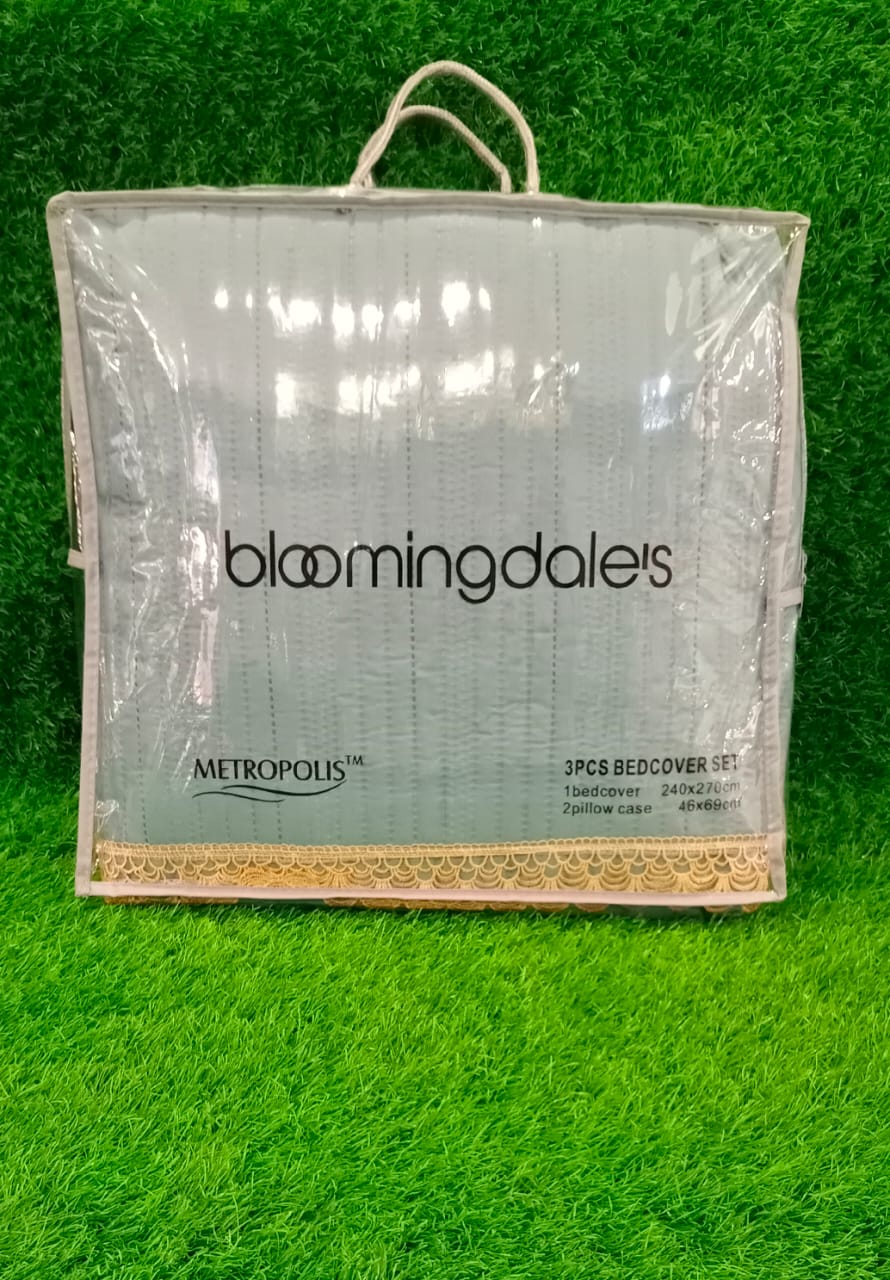 bloomingdale's
METROPOLIS™
3PCS BEDCOVER SET
1bedcover 240x270cm
2pillow case 46x69cm